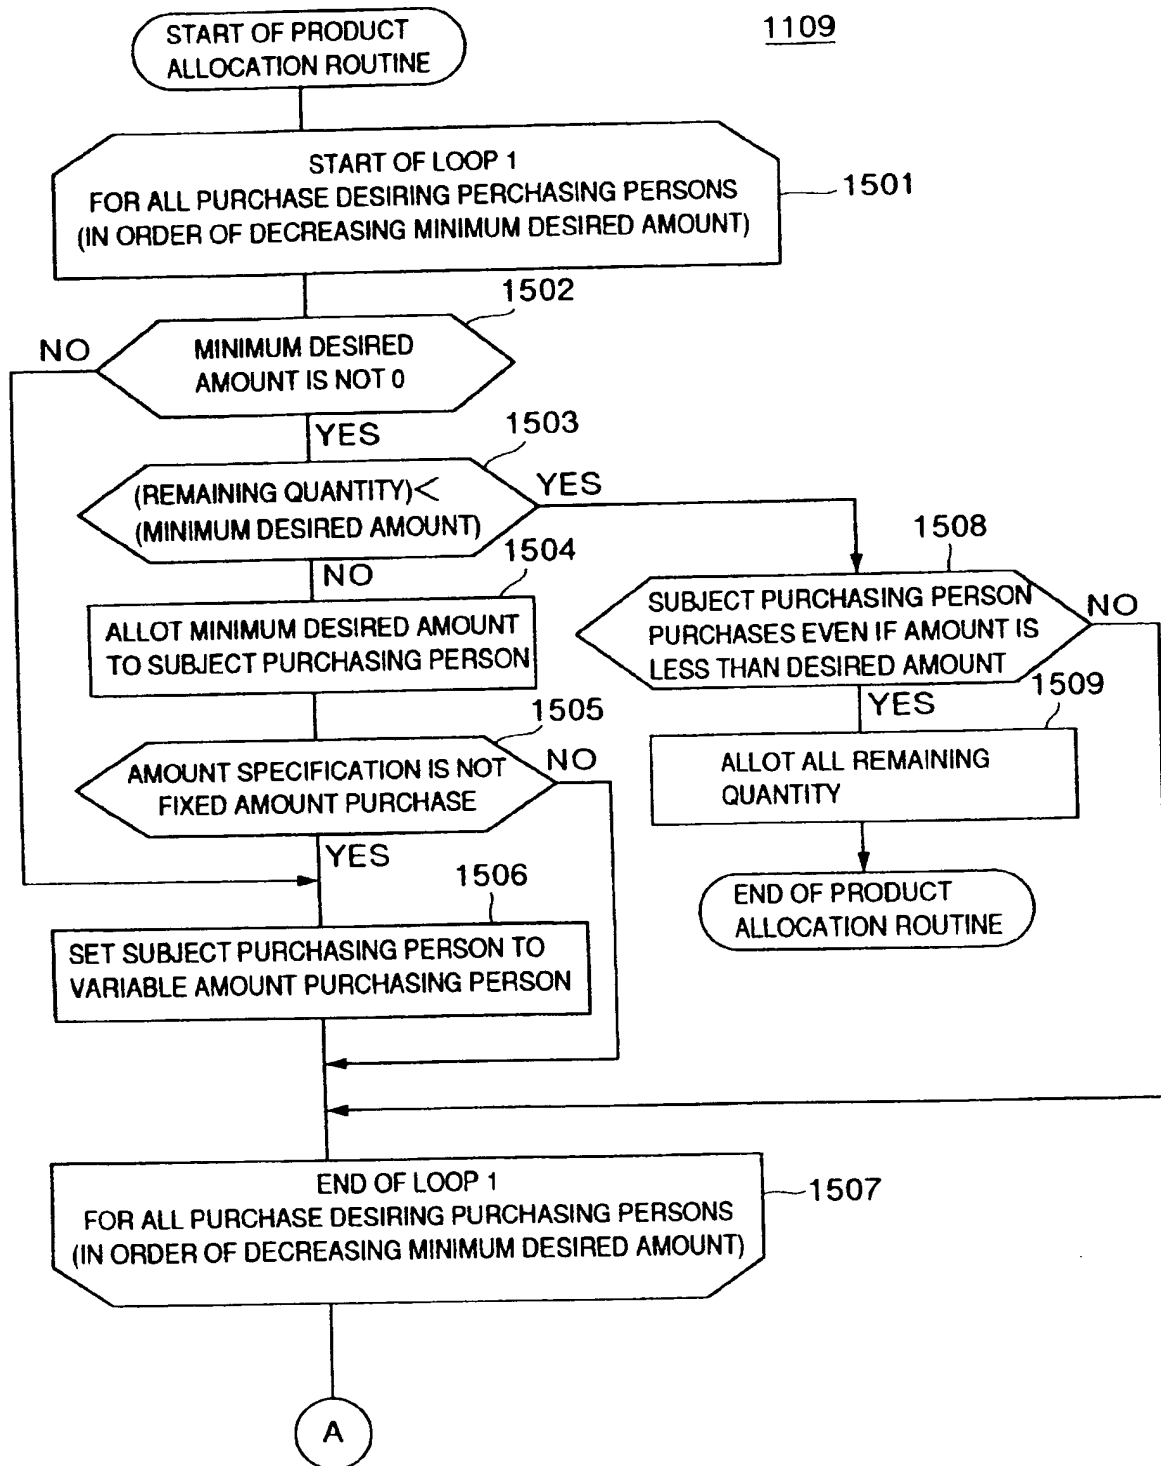 1109
START OF PRODUCT
ALLOCATION ROUTINE
START OF LOOP 1
FOR ALL PURCHASE DESIRING PERCHASING PERSONS
(IN ORDER OF DECREASING MINIMUM DESIRED AMOUNT)
1501
1502
MINIMUM DESIRED
AMOUNT IS NOT 0
NO
YES
1503
(REMAINING QUANTITY)<
(MINIMUM DESIRED AMOUNT)
YES
NO
1504
ALLOT MINIMUM DESIRED AMOUNT
TO SUBJECT PURCHASING PERSON
1508
SUBJECT PURCHASING PERSON
PURCHASES EVEN IF AMOUNT IS
LESS THAN DESIRED AMOUNT
NO
YES
1509
ALLOT ALL REMAINING
QUANTITY
END OF PRODUCT
ALLOCATION ROUTINE
1505
AMOUNT SPECIFICATION IS NOT
FIXED AMOUNT PURCHASE
NO
YES
1506
SET SUBJECT PURCHASING PERSON TO
VARIABLE AMOUNT PURCHASING PERSON
END OF LOOP 1
FOR ALL PURCHASE DESIRING PURCHASING PERSONS
(IN ORDER OF DECREASING MINIMUM DESIRED AMOUNT)
1507
A